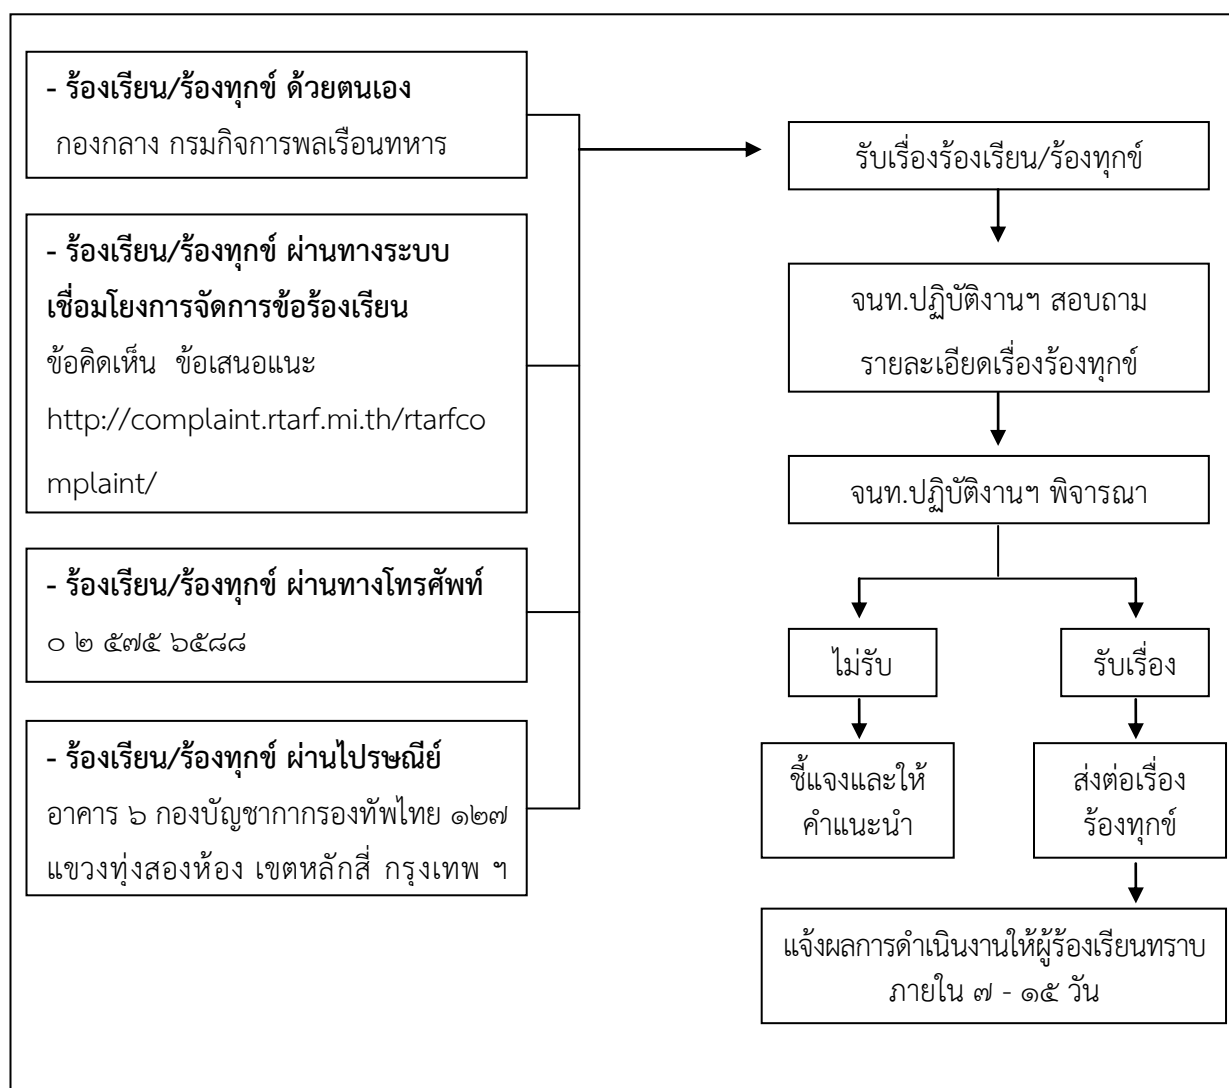 - ร้องเรียน/ร้องทุกข์ ด้วยตนเอง
กองกลาง กรมกิจการพลเรือนทหาร
- ร้องเรียน/ร้องทุกข์ ผ่านทางระบบ
เชื่อมโยงการจัดการข้อร้องเรียน
ข้อคิดเห็น ข้อเสนอแนะ
http://complaint.rtarf.mi.th/rtarfco
mplaint/
- ร้องเรียน/ร้องทุกข์ ผ่านทางโทรศัพท์
๐ ๒ ๕๗๕ ๖๕๘๘
- ร้องเรียน/ร้องทุกข์ ผ่านไปรษณีย์
อาคาร ๖ กองบัญชากากรองทัพไทย ๑๒๗
แขวงทุ่งสองห้อง เขตหลักสี่ กรุงเทพ ฯ
รับเรื่องร้องเรียน/ร้องทุกข์
จนท.ปฏิบัติงานฯ สอบถาม
รายละเอียดเรื่องร้องทุกข์
จนท.ปฏิบัติงานฯ พิจารณา
ไม่รับ
รับเรื่อง
ชี้แจงและให้
คำแนะนำ
ส่งต่อเรื่อง
ร้องทุกข์
แจ้งผลการดำเนินงานให้ผู้ร้องเรียนทราบ
ภายใน ๗ - ๑๕ วัน